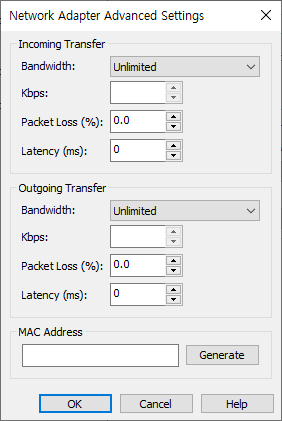 Network Adapter Advanced Settings
Incoming Transfer
Bandwidth: Unlimited
Kbps:
Packet Loss (%): 0.0
Latency (ms): 0
Outgoing Transfer
Bandwidth: Unlimited
Kbps:
Packet Loss (%): 0.0
Latency (ms): 0
MAC Address
Generate
OK Cancel Help